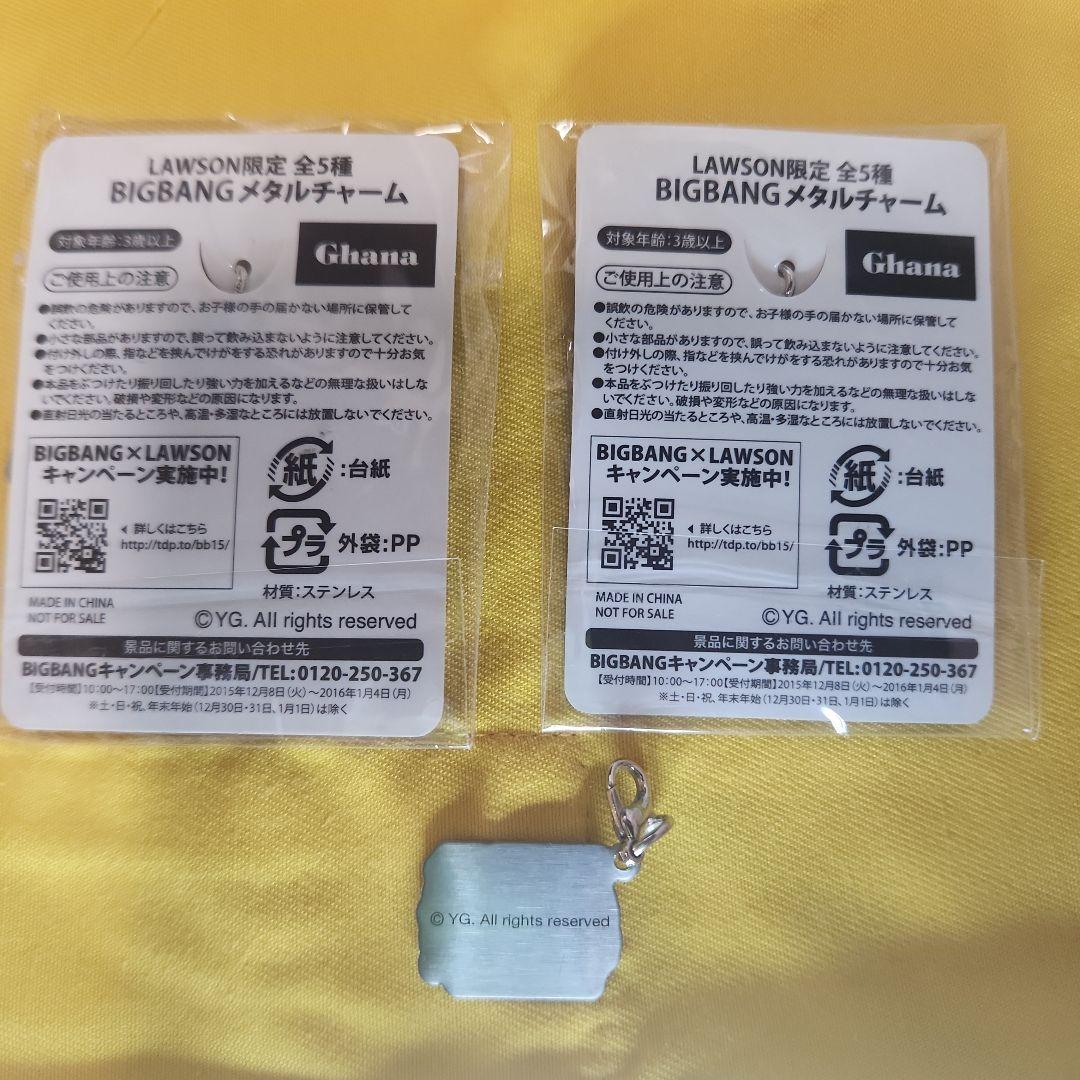 LAWSON限定 全5種
BIGBANGメタルチャーム
対象年齢:3歳以上
Ghana
ご使用上の注意
●誤飲の危険がありますので、お子様の手の届かない場所に保管して
ください。
●小さな部品がありますので、誤って飲み込まないように注意してください。
●付け外しの際、指などを挟んでけがをする恐れがありますので十分お気
をつけください。
●本品をぶつけたり振り回したり強い力を加えるなどの無理な扱いはしな
いでください。破損や変形などの原因になります。
●直射日光の当たるところや、高温・多湿なところには放置しないでください。
BIGBANG×LAWSON
キャンペーン実施中!
紙:台紙
詳しくはこちら
http://tdp.to/bb15/
プラ 外袋:PP
材質:ステンレス
MADE IN CHINA
NOT FOR SALE
©YG. All rights reserved
景品に関するお問い合わせ先
BIGBANGキャンペーン事務局/TEL:0120-250-367
【受付時間】10:00~17:00【受付期間】2015年12月8日(火)~2016年1月4日(月)
※土・日・祝、年末年始(12月30日・31日、1月1日)は除く
LAWSON限定 全5種
BIGBANGメタルチャーム
対象年齢:3歳以上
Ghana
ご使用上の注意
●誤飲の危険がありますので、お子様の手の届かない場所に保管して
ください。
●小さな部品がありますので、誤って飲み込まないように注意してください。
●付け外しの際、指などを挟んでけがをする恐れがありますので十分お気
をつけください。
●本品をぶつけたり振り回したり強い力を加えるなどの無理な扱いはしな
いでください。破損や変形などの原因になります。
●直射日光の当たるところや、高温・多湿なところには放置しないでください。
BIGBANG×LAWSON
キャンペーン実施中!
紙:台紙
詳しくはこちら
http://tdp.to/bb15/
プラ 外袋:PP
材質:ステンレス
MADE IN CHINA
NOT FOR SALE
©YG. All rights reserved
景品に関するお問い合わせ先
BIGBANGキャンペーン事務局/TEL:0120-250-367
【受付時間】10:00~17:00【受付期間】2015年12月8日(火)~2016年1月4日(月)
※土・日・祝、年末年始(12月30日・31日、1月1日)は除く
© YG. All rights reserved